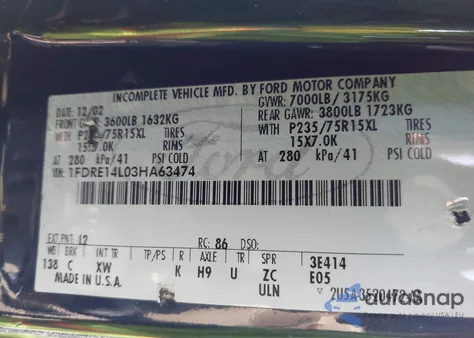 INCOMPLETE VEHICLE MFD. BY FORD MOTOR COMPANY
DATE: 12/02 GVWR: 7000LB / 3175KG
FRONT GAWR: 3600LB 1632KG REAR GAWR: 3800LB 1723KG
WITH P235/75R15XL TIRES WITH P235/75R15XL TIRES
15X7.0K RIMS 15X7.0K RIMS
AT 280 kPa/41 PSI COLD AT 280 kPa/41 PSI COLD
VIN: 1FDRE14L03HA63474
Ford
EXT PNT: L2 RC: 86 DSO:
WB BRK INT TR TP/PS R AXLE TR SPR 3E414
138 C XW K H9 U ZC E05
MADE IN U.S.A. ULN
autoSnap